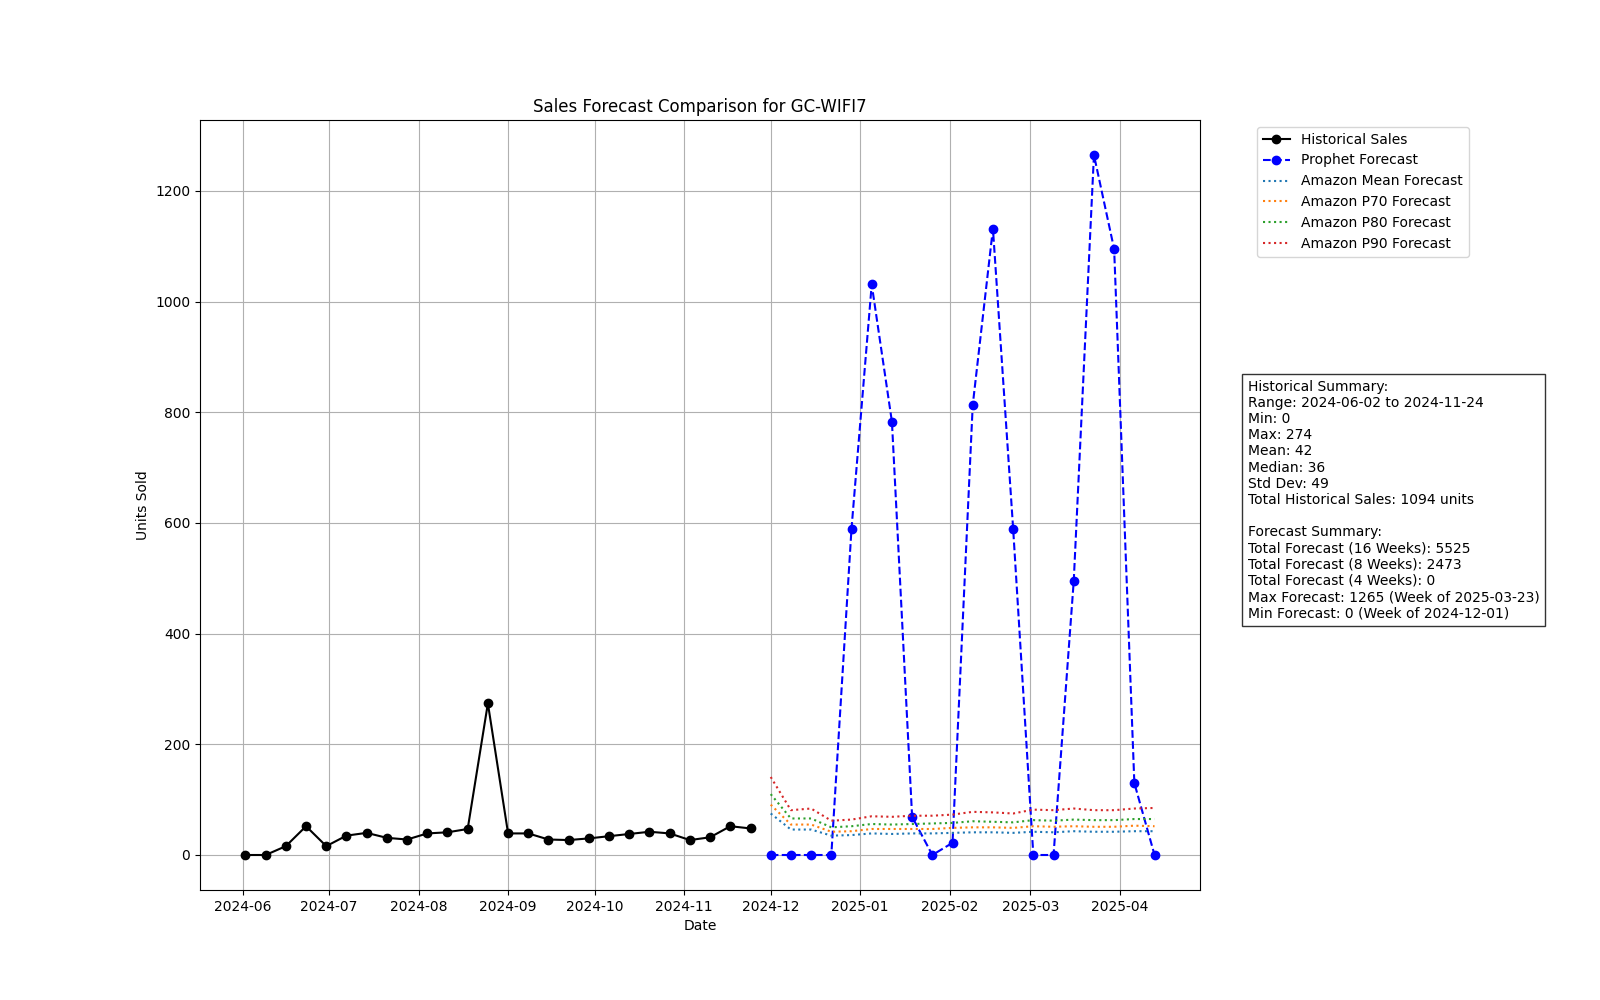 Sales Forecast Comparison for GC-WIFI7
Historical Sales
Prophet Forecast
Amazon Mean Forecast
Amazon P70 Forecast
Amazon P80 Forecast
Amazon P90 Forecast
Units Sold
1200
1000
800
600
400
200
0
Historical Summary:
Range: 2024-06-02 to 2024-11-24
Min: 0
Max: 274
Mean: 42
Median: 36
Std Dev: 49
Total Historical Sales: 1094 units
Forecast Summary:
Total Forecast (16 Weeks): 5525
Total Forecast (8 Weeks): 2473
Total Forecast (4 Weeks): 0
Max Forecast: 1265 (Week of 2025-03-23)
Min Forecast: 0 (Week of 2024-12-01)
2024-06 2024-07 2024-08 2024-09 2024-10 2024-11 2024-12 2025-01 2025-02 2025-03 2025-04
Date